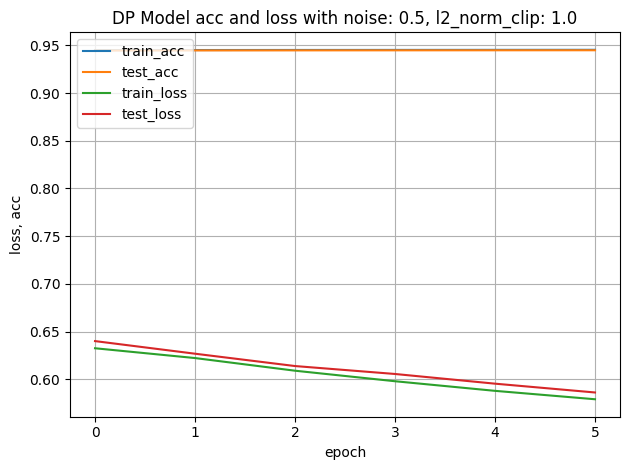 DP Model acc and loss with noise: 0.5, l2_norm_clip: 1.0
train_acc
test_acc
train_loss
test_loss
0.95
0.90
0.85
0.80
0.75
0.70
0.65
0.60
loss, acc
0 1 2 3 4 5
epoch